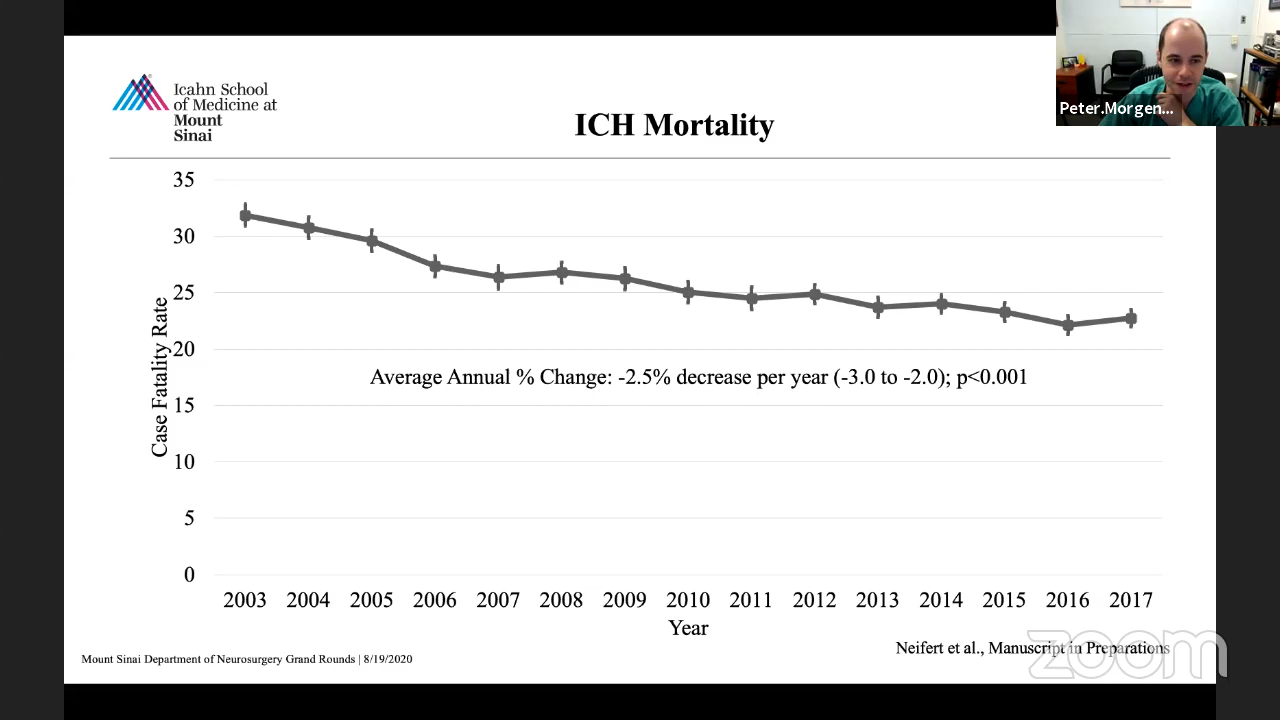 Icahn School
of Medicine at
Mount
Sinai
ICH Mortality
Peter.Morgen...
35
30
25
20
15
10
5
0
Case Fatality Rate
Average Annual % Change: -2.5% decrease per year (-3.0 to -2.0); p<0.001
2003 2004 2005 2006 2007 2008 2009 2010 2011 2012 2013 2014 2015 2016 2017
Year
Neifert et al., Manuscript in Preparations
Mount Sinai Department of Neurosurgery Grand Rounds | 8/19/2020
zoom